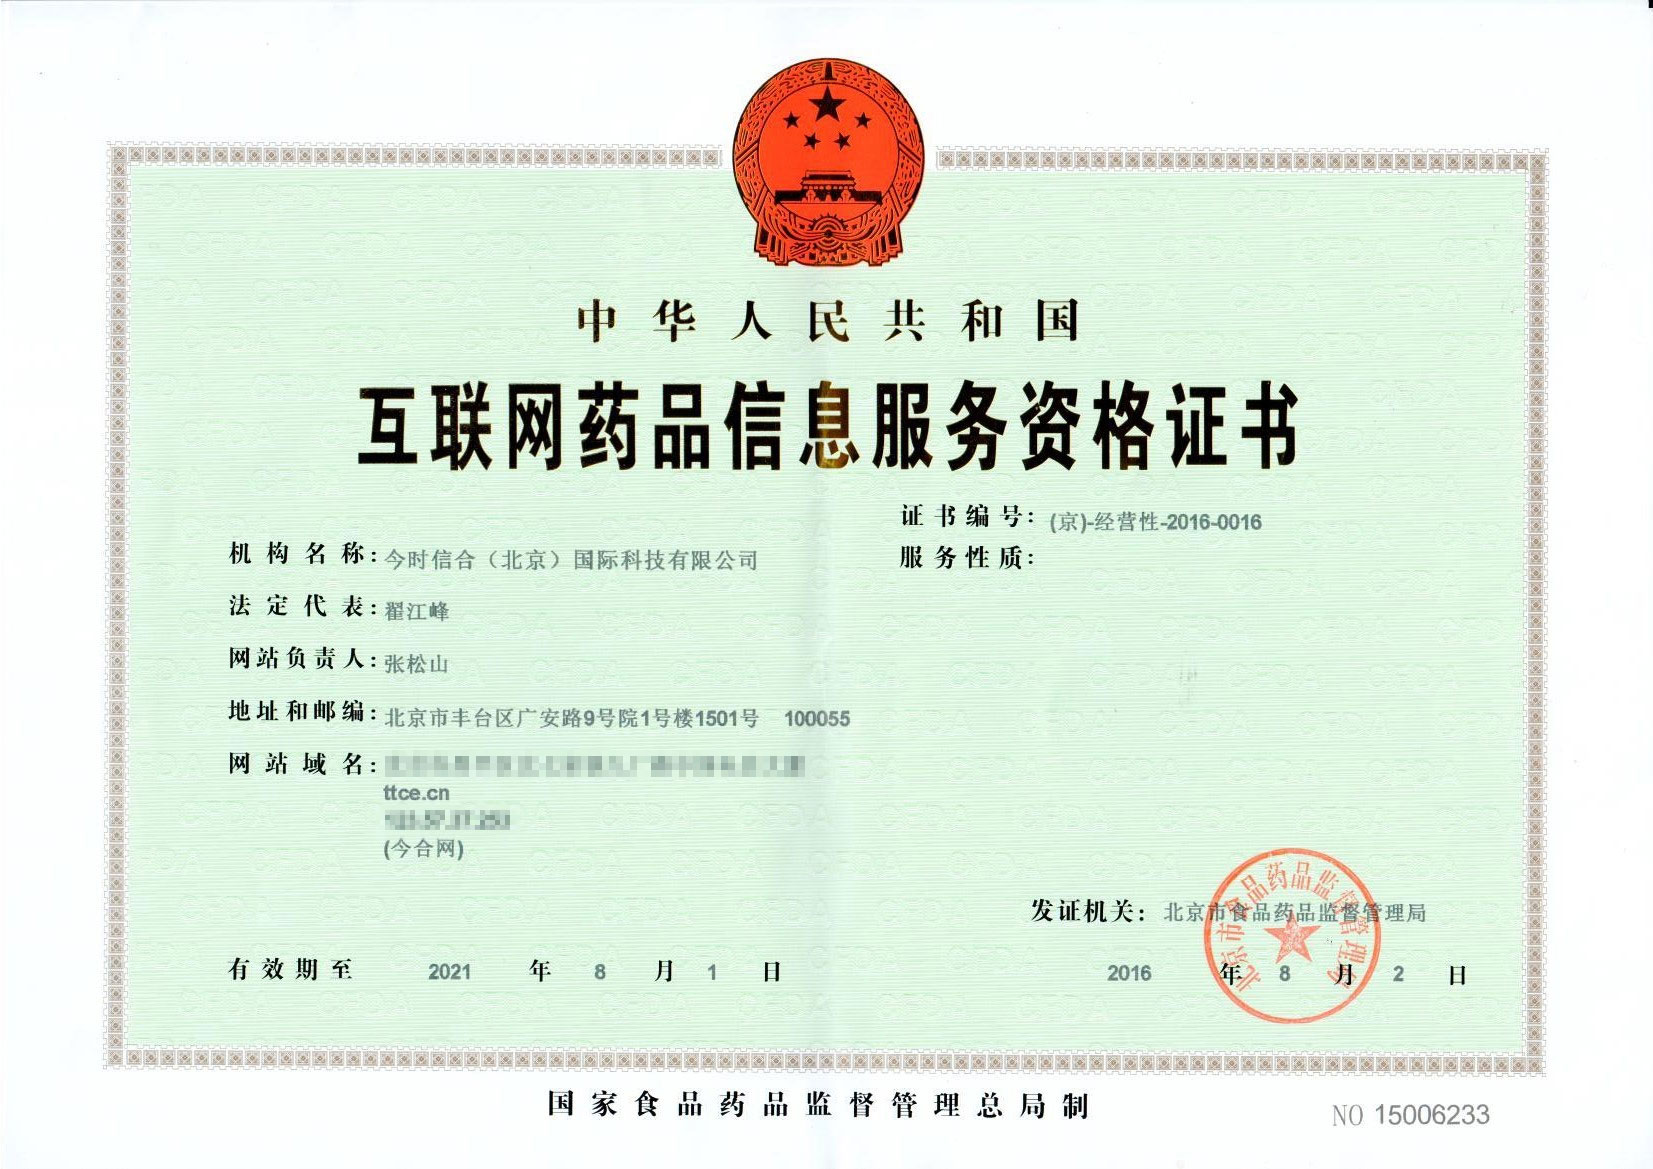 中华人民共和国
互联网药品信息服务资格证书
证书编号：(京)-经营性-2016-0016
服务性质：
机构名称：今时信合（北京）国际科技有限公司
法定代表：翟江峰
网站负责人：张松山
地址和邮编：北京市丰台区广安路9号院1号楼1501号 100055
网站域名：
ttce.cn
(今合网)
发证机关：北京市食品药品监督管理局
北京市食品药品监督管理局
有效期至 2021 年 8 月 1 日
2016 年 8 月 2 日
国家食品药品监督管理总局制
NO 15006233